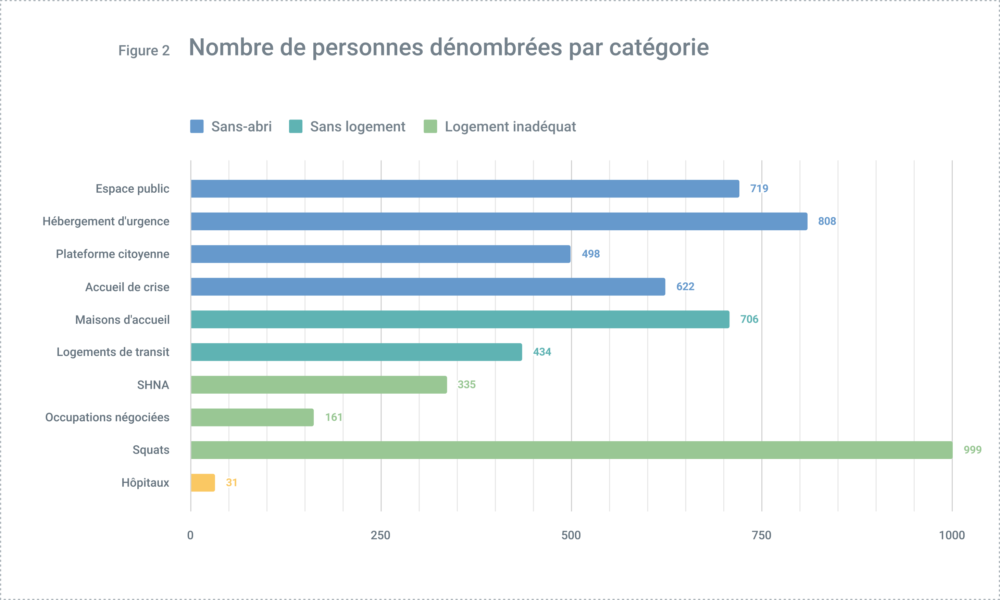 Figure 2
Nombre de personnes dénombrées par catégorie
Sans-abri
Sans logement
Logement inadéquat
Espace public 719
Hébergement d'urgence 808
Plateforme citoyenne 498
Accueil de crise 622
Maisons d'accueil 706
Logements de transit 434
SHNA 335
Occupations négociées 161
Squats 999
Hôpitaux 31
0 250 500 750 1000